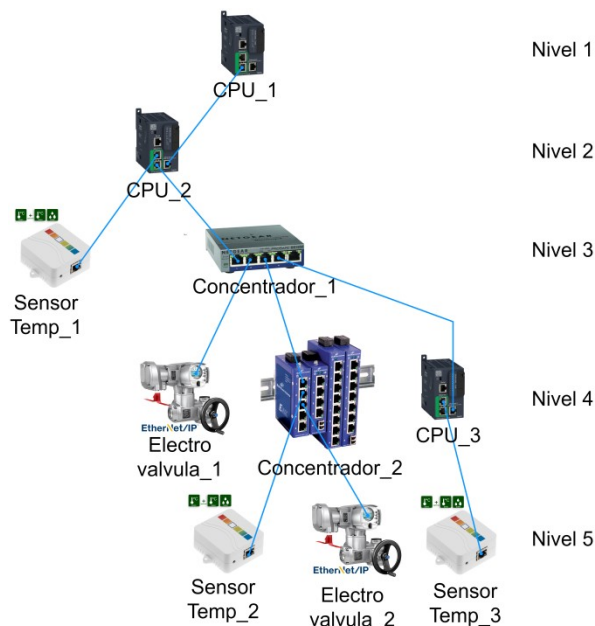 Nivel 1
CPU_1
Nivel 2
CPU_2
Nivel 3
NETGEAR
Concentrador_1
Sensor
Temp_1
Nivel 4
EtherNet/IP
Electro
valvula_1
Concentrador_2
CPU_3
Nivel 5
EtherNet/IP
Sensor
Temp_2
Electro
valvula_2
Sensor
Temp_3